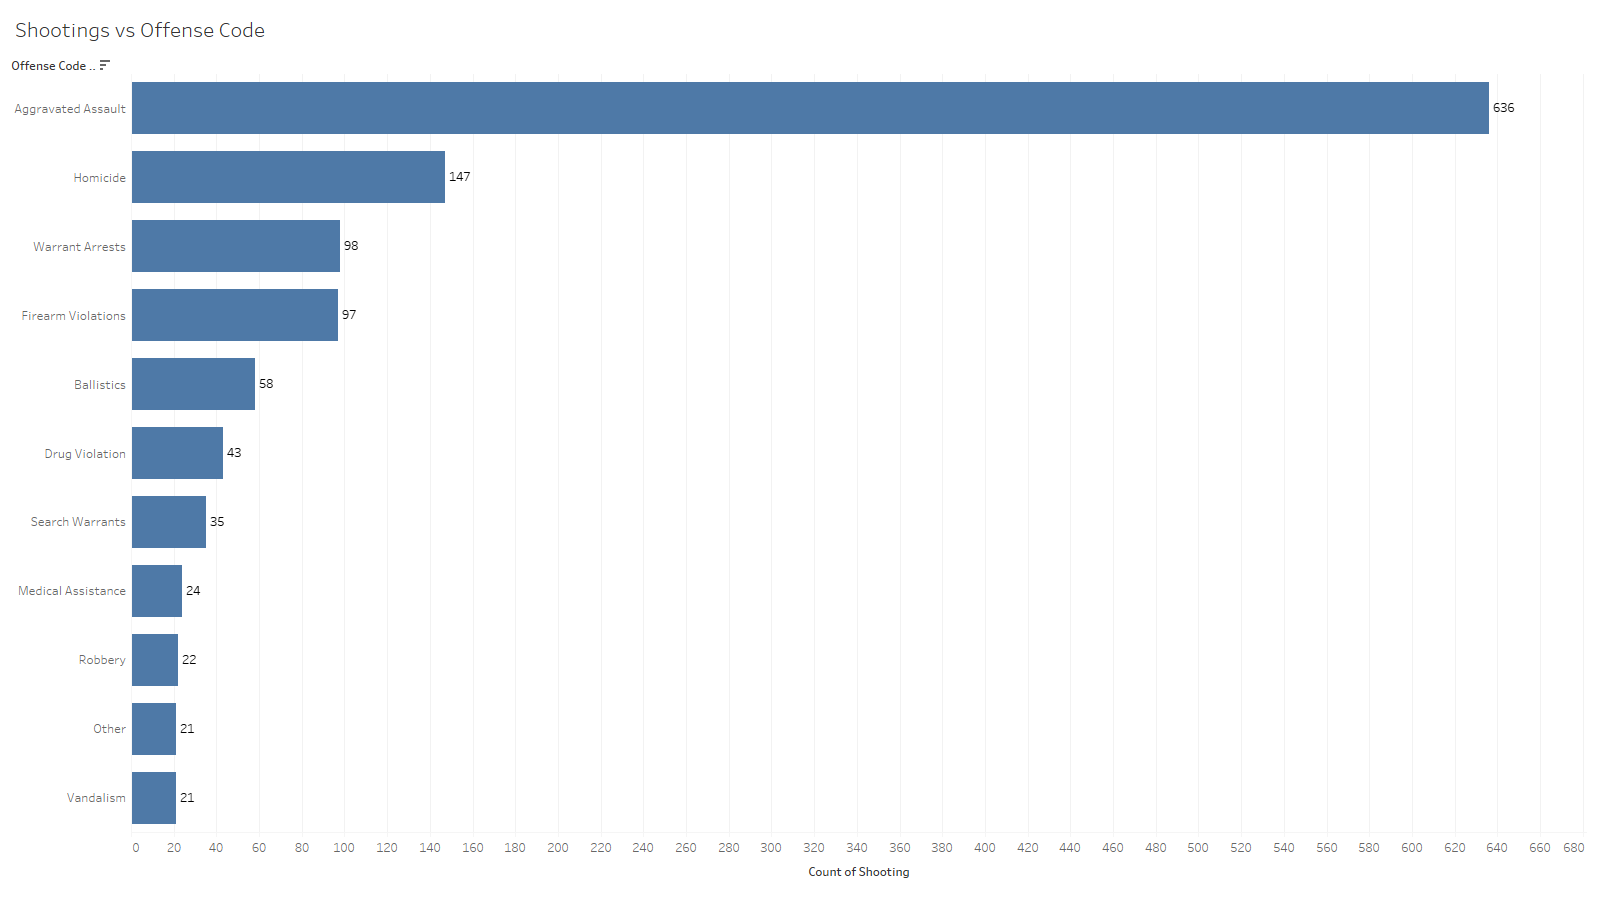 Shootings vs Offense Code
Offense Code ..
Aggravated Assault 636
Homicide 147
Warrant Arrests 98
Firearm Violations 97
Ballistics 58
Drug Violation 43
Search Warrants 35
Medical Assistance 24
Robbery 22
Other 21
Vandalism 21
0 20 40 60 80 100 120 140 160 180 200 220 240 260 280 300 320 340 360 380 400 420 440 460 480 500 520 540 560 580 600 620 640 660 680
Count of Shooting